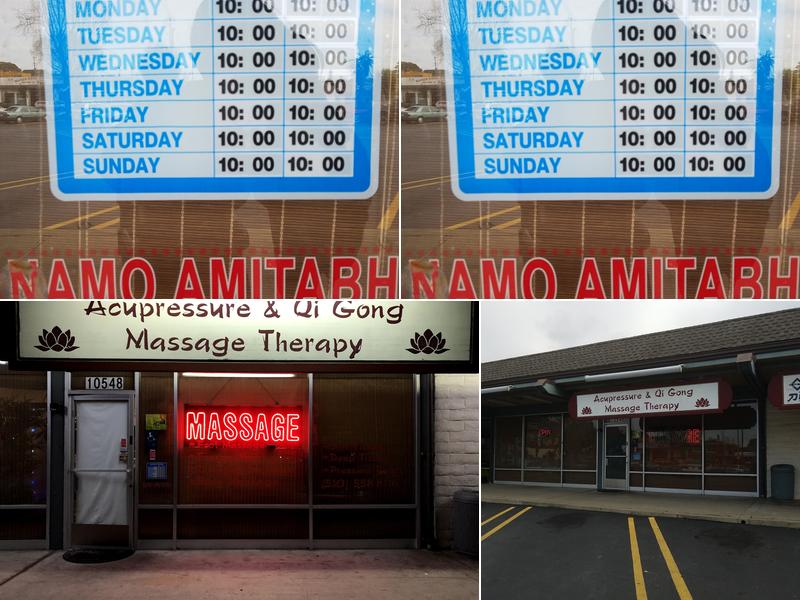 MONDAY 10: 00 10: 00
TUESDAY 10: 00 10: 00
WEDNESDAY 10: 00 10: 00
THURSDAY 10: 00 10: 00
FRIDAY 10: 00 10: 00
SATURDAY 10: 00 10: 00
SUNDAY 10: 00 10: 00
NAMO AMITABH
MONDAY 10: 00 10: 00
TUESDAY 10: 00 10: 00
WEDNESDAY 10: 00 10: 00
THURSDAY 10: 00 10: 00
FRIDAY 10: 00 10: 00
SATURDAY 10: 00 10: 00
SUNDAY 10: 00 10: 00
NAMO AMITABH
Acupressure & Qi Gong
Massage Therapy
10548
MASSAGE
Acupressure & Qi Gong
Massage Therapy